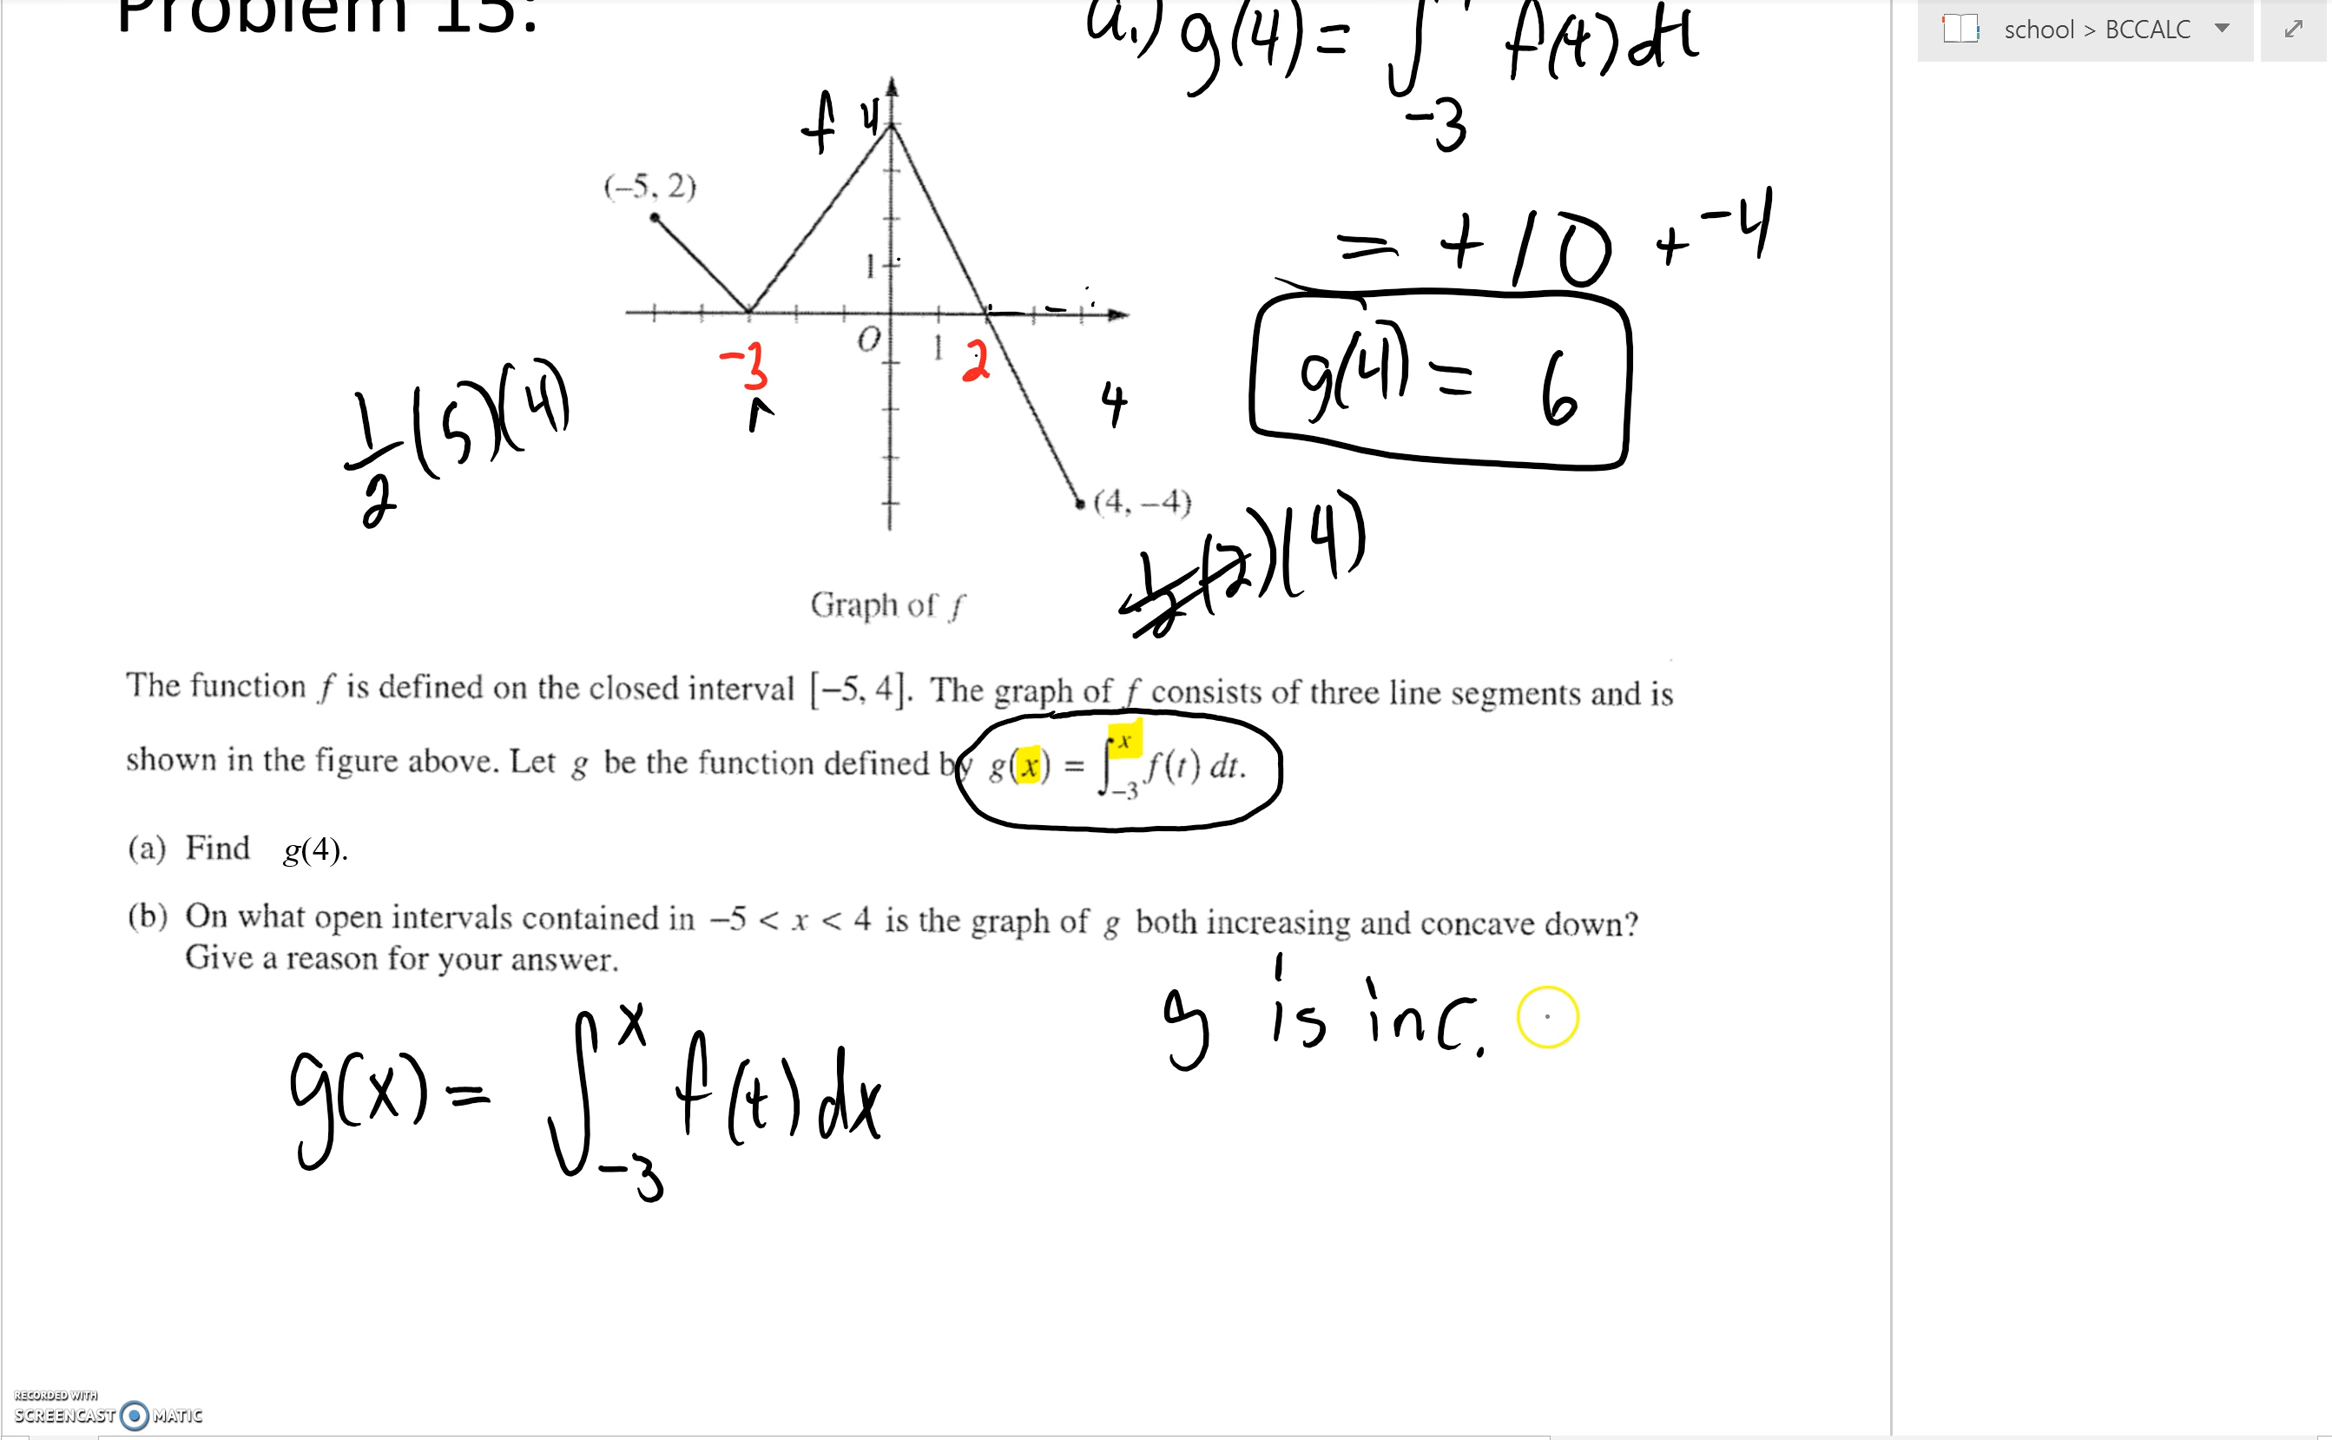 Problem 15:
a.) g(4) = ∫ f(t) dt
-3
school > BCCALC
f 4
(–5, 2)
= + 10 + -4
1
O 1
-3 2
g(4) = 6
4
1/2 (5)(4)
(4, –4)
1/2 (2)(4)
Graph of f
The function f is defined on the closed interval [–5, 4]. The graph of f consists of three line segments and is
shown in the figure above. Let g be the function defined by g(x) = ∫_{–3}^{x} f(t) dt.
(a) Find g(4).
(b) On what open intervals contained in –5 < x < 4 is the graph of g both increasing and concave down?
Give a reason for your answer.
g is inc.
g(x) = ∫_{-3}^{x} f(t) dx
RECORDED WITH
SCREENCAST MATIC